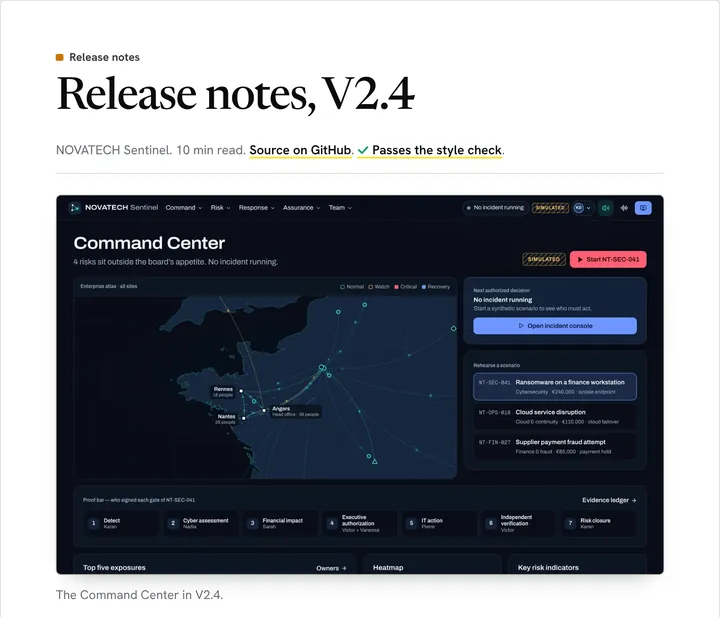 Release notes
Release notes, V2.4
NOVATECH Sentinel. 10 min read. Source on GitHub. ✓ Passes the style check.
NOVATECH Sentinel Command Risk Response Assurance Team No incident running SIMULATED KD
Command Center
4 risks sit outside the board's appetite. No incident running.
SIMULATED Start NT-SEC-041
Enterprise atlas · all sites Normal Watch Critical Recovery
Rennes
18 people
Nantes
29 people
Angers
Head office · 38 people
Next authorized decision
No incident running
Start a synthetic scenario to see who must act.
Open incident console
Rehearse a scenario
NT-SEC-041 Ransomware on a finance workstation
Cybersecurity · €240,000 · isolate endpoint
NT-OPS-018 Cloud service disruption
Cloud & continuity · €110,000 · cloud failover
NT-FIN-027 Supplier payment fraud attempt
Finance & fraud · €85,000 · payment hold
Proof bar — who signed each gate of NT-SEC-041 Evidence ledger →
1 Detect
Karan
2 Cyber assessment
Nadia
3 Financial impact
Sarah
4 Executive authorization
Victor + Vanessa
5 IT action
Pierre
6 Independent verification
Victor
7 Risk closure
Karan
Top five exposures Owners →
Heatmap
Key risk indicators
The Command Center in V2.4.